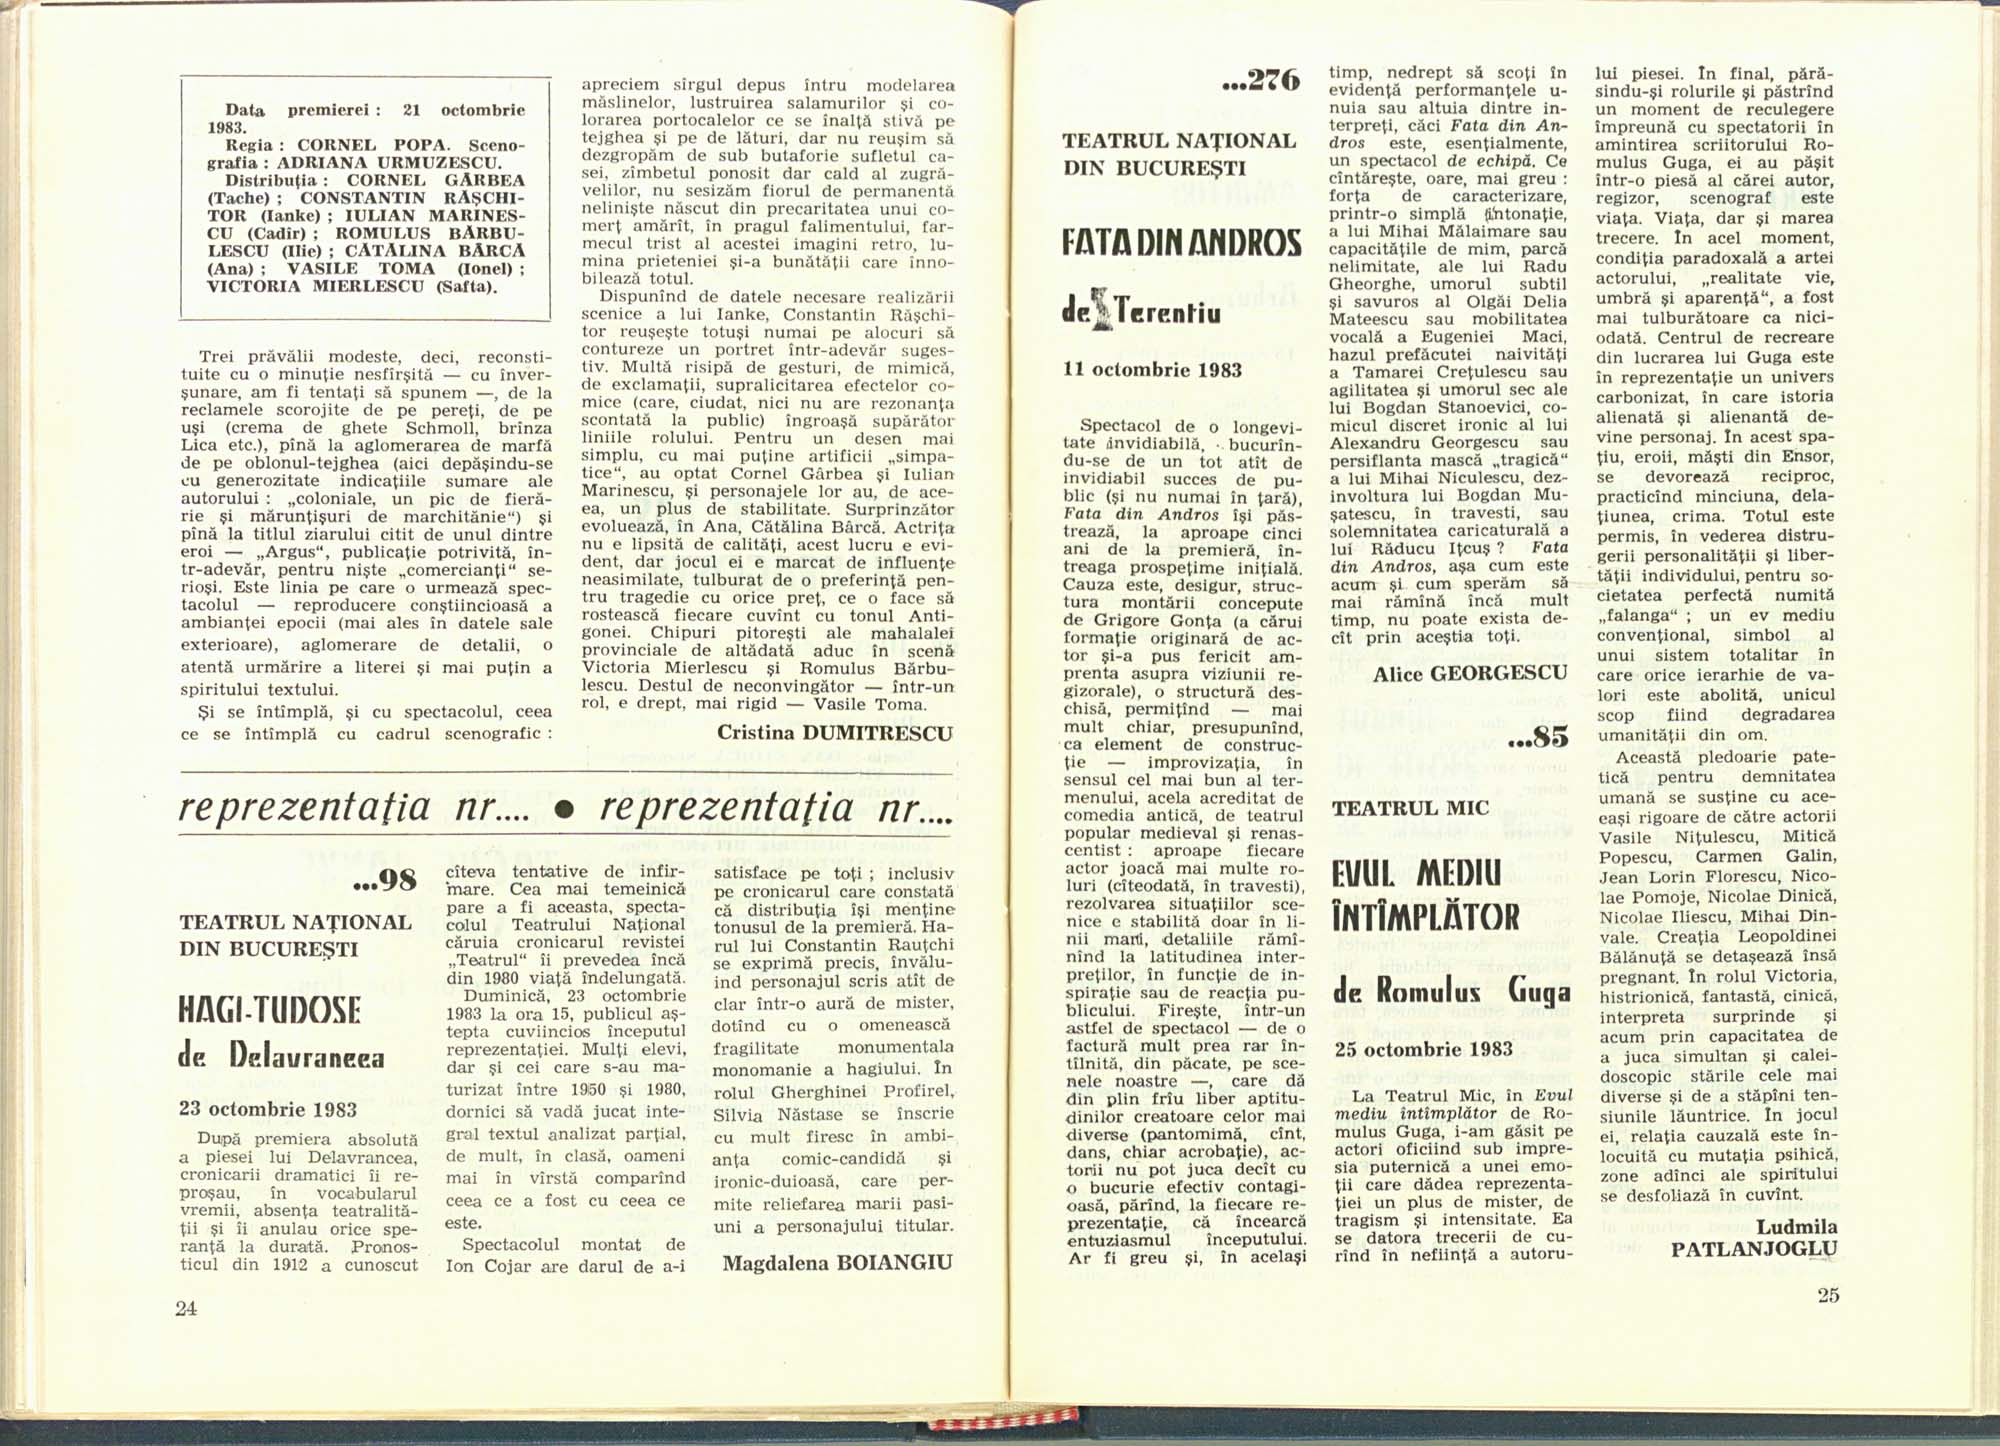 Data premierei : 21 octombrie
1983.
Regia : CORNEL POPA. Sceno-
grafia : ADRIANA URMUZESCU.
Distribuția : CORNEL GÂRBEA
(Tache) ; CONSTANTIN RĂȘCHI-
TOR (Ianke) ; IULIAN MARINES-
CU (Cadir) ; ROMULUS BĂRBU-
LESCU (Ilie) ; CĂTĂLINA BÂRCĂ
(Ana) ; VASILE TOMA (Ionel) ;
VICTORIA MIERLESCU (Safta).
Trei prăvălii modeste, deci, reconsti-
tuite cu o minuție nesfîrșită — cu înver-
șunare, am fi tentați să spunem —, de la
reclamele scorojite de pe pereți, de pe
uși (crema de ghete Schmoll, brînza
Lica etc.), pînă la aglomerarea de marfă
de pe oblonul-tejghea (aici depășindu-se
cu generozitate indicațiile sumare ale
autorului : „coloniale, un pic de fieră-
rie și mărunțișuri de marchitănie“) și
pînă la titlul ziarului citit de unul dintre
eroi — „Argus“, publicație potrivită, în-
tr-adevăr, pentru niște „comercianți“ se-
rioși. Este linia pe care o urmează spec-
tacolul — reproducere conștiincioasă a
ambianței epocii (mai ales în datele sale
exterioare), aglomerare de detalii, o
atentă urmărire a literei și mai puțin a
spiritului textului.
Și se întîmplă, și cu spectacolul, ceea
ce se întîmplă cu cadrul scenografic :
apreciem sîrgul depus întru modelarea
măslinelor, lustruirea salamurilor și co-
lorarea portocalelor ce se înalță stivă pe
tejghea și pe de lături, dar nu reușim să
dezgropăm de sub butaforie sufletul ca-
sei, zîmbetul ponosit dar cald al zugră-
velilor, nu sesizăm fiorul de permanentă
neliniște născut din precaritatea unui co-
merț amărît, în pragul falimentului, far-
mecul trist al acestei imagini retro, lu-
mina prieteniei și-a bunătății care înno-
bilează totul.
Dispunînd de datele necesare realizării
scenice a lui Ianke, Constantin Rășchi-
tor reușește totuși numai pe alocuri să
contureze un portret într-adevăr suges-
tiv. Multă risipă de gesturi, de mimică,
de exclamații, supralicitarea efectelor co-
mice (care, ciudat, nici nu are rezonanța
scontată la public) îngroașă supărător
liniile rolului. Pentru un desen mai
simplu, cu mai puține artificii „simpa-
tice“, au optat Cornel Gârbea și Iulian
Marinescu, și personajele lor au, de ace-
ea, un plus de stabilitate. Surprinzător
evoluează, în Ana, Cătălina Bârcă. Actrița
nu e lipsită de calități, acest lucru e evi-
dent, dar jocul ei e marcat de influențe
neasimilate, tulburat de o preferință pen-
tru tragedie cu orice preț, ce o face să
rostească fiecare cuvînt cu tonul Anti-
gonei. Chipuri pitorești ale mahalalei
provinciale de altădată aduc în scenă
Victoria Mierlescu și Romulus Bărbu-
lescu. Destul de neconvingător — într-un
rol, e drept, mai rigid — Vasile Toma.
Cristina DUMITRESCU
reprezentația nr.... ● reprezentația nr....
...98
TEATRUL NAȚIONAL
DIN BUCUREȘTI
HAGI-TUDOSE
de Delavrancea
23 octombrie 1983
După premiera absolută
a piesei lui Delavrancea,
cronicarii dramatici îi re-
proșau, în vocabularul
vremii, absența teatralită-
ții și îi anulau orice spe-
ranță la durată. Pronos-
ticul din 1912 a cunoscut
cîteva tentative de infir-
mare. Cea mai temeinică
pare a fi aceasta, specta-
colul Teatrului Național
căruia cronicarul revistei
„Teatrul“ îi prevedea încă
din 1980 viață îndelungată.
Duminică, 23 octombrie
1983 la ora 15, publicul aș-
tepta cuviincios începutul
reprezentației. Mulți elevi,
dar și cei care s-au ma-
turizat între 1950 și 1980,
dornici să vadă jucat inte-
gral textul analizat parțial,
de mult, în clasă, oameni
mai în vîrstă comparînd
ceea ce a fost cu ceea ce
este.
Spectacolul montat de
Ion Cojar are darul de a-i
satisface pe toți ; inclusiv
pe cronicarul care constată
că distribuția își menține
tonusul de la premieră. Ha-
rul lui Constantin Rauțchi
se exprimă precis, învălu-
ind personajul scris atît de
clar într-o aură de mister,
dotînd cu o omenească
fragilitate monumentala
monomanie a hagiului. În
rolul Gherghinei Profirel,
Silvia Năstase se înscrie
cu mult firesc în ambi-
anța comic-candidă și
ironic-duioasă, care per-
mite reliefarea marii pasi-
uni a personajului titular.
Magdalena BOIANGIU
24
...276
TEATRUL NAȚIONAL
DIN BUCUREȘTI
FATA DIN ANDROS
de Terentiu
11 octombrie 1983
Spectacol de o longevi-
tate invidiabilă, bucurîn-
du-se de un tot atît de
invidiabil succes de pu-
blic (și nu numai în țară),
Fata din Andros își păs-
trează, la aproape cinci
ani de la premieră, în-
treaga prospețime inițială.
Cauza este, desigur, struc-
tura montării concepute
de Grigore Gonța (a cărui
formație originară de ac-
tor și-a pus fericit am-
prenta asupra viziunii re-
gizorale), o structură des-
chisă, permițînd — mai
mult chiar, presupunînd,
ca element de construc-
ție — improvizația, în
sensul cel mai bun al ter-
menului, acela acreditat de
comedia antică, de teatrul
popular medieval și renas-
centist : aproape fiecare
actor joacă mai multe ro-
luri (cîteodată, în travesti),
rezolvarea situațiilor sce-
nice e stabilită doar în li-
nii mari, detaliile rămî-
nînd la latitudinea inter-
preților, în funcție de in-
spirație sau de reacția pu-
blicului. Firește, într-un
astfel de spectacol — de o
factură mult prea rar în-
tîlnită, din păcate, pe sce-
nele noastre —, care dă
din plin frîu liber aptitu-
dinilor creatoare celor mai
diverse (pantomimă, cînt,
dans, chiar acrobație), ac-
torii nu pot juca decît cu
o bucurie efectiv contagi-
oasă, părînd, la fiecare re-
prezentație, că încearcă
entuziasmul începutului.
Ar fi greu și, în același
timp, nedrept să scoți în
evidență performanțele u-
nuia sau altuia dintre in-
terpreți, căci Fata din An-
dros este, esențialmente,
un spectacol de echipă. Ce
cîntărește, oare, mai greu :
forța de caracterizare,
printr-o simplă intonație,
a lui Mihai Mălaimare sau
capacitățile de mim, parcă
nelimitate, ale lui Radu
Gheorghe, umorul subtil
și savuros al Olgăi Delia
Mateescu sau mobilitatea
vocală a Eugeniei Maci,
hazul prefăcutei naivități
a Tamarei Crețulescu sau
agilitatea și umorul sec ale
lui Bogdan Stanoevici, co-
micul discret ironic al lui
Alexandru Georgescu sau
persiflanta mască „tragică“
a lui Mihai Niculescu, dez-
involtura lui Bogdan Mu-
șatescu, în travesti, sau
solemnitatea caricaturală a
lui Răducu Ițcuș ? Fata
din Andros, așa cum este
acum și cum sperăm să
mai rămînă încă mult
timp, nu poate exista de-
cît prin aceștia toți.
Alice GEORGESCU
...85
TEATRUL MIC
EVUL MEDIU
ÎNTÎMPLĂTOR
de Romulus Guga
25 octombrie 1983
La Teatrul Mic, în Evul
mediu întîmplător de Ro-
mulus Guga, i-am găsit pe
actori oficiind sub impre-
sia puternică a unei emo-
ții care dădea reprezenta-
ției un plus de mister, de
tragism și intensitate. Ea
se datora trecerii de cu-
rînd în neființă a autoru-
lui piesei. În final, pără-
sindu-și rolurile și păstrînd
un moment de reculegere
împreună cu spectatorii în
amintirea scriitorului Ro-
mulus Guga, ei au pășit
într-o piesă al cărei autor,
regizor, scenograf este
viața. Viața, dar și marea
trecere. În acel moment,
condiția paradoxală a artei
actorului, „realitate vie,
umbră și aparență“, a fost
mai tulburătoare ca nici-
odată. Centrul de recreare
din lucrarea lui Guga este
în reprezentație un univers
carbonizat, în care istoria
alienată și alienantă de-
vine personaj. În acest spa-
țiu, eroii, măști din Ensor,
se devorează reciproc,
practicînd minciuna, dela-
țiunea, crima. Totul este
permis, în vederea distru-
gerii personalității și liber-
tății individului, pentru so-
cietatea perfectă numită
„falanga“ ; un ev mediu
convențional, simbol al
unui sistem totalitar în
care orice ierarhie de va-
lori este abolită, unicul
scop fiind degradarea
umanității din om.
Această pledoarie pate-
tică pentru demnitatea
umană se susține cu ace-
eași rigoare de către actorii
Vasile Nițulescu, Mitică
Popescu, Carmen Galin,
Jean Lorin Florescu, Nico-
lae Pomoje, Nicolae Dinică,
Nicolae Iliescu, Mihai Din-
vale. Creația Leopoldinei
Bălănuță se detașează însă
pregnant. În rolul Victoria,
histrionică, fantastă, cinică,
interpreta surprinde și
acum prin capacitatea de
a juca simultan și calei-
doscopic stările cele mai
diverse și de a stăpîni ten-
siunile lăuntrice. În jocul
ei, relația cauzală este în-
locuită cu mutația psihică,
zone adînci ale spiritului
se desfoliază în cuvînt.
Ludmila
PATLANJOGLU
25